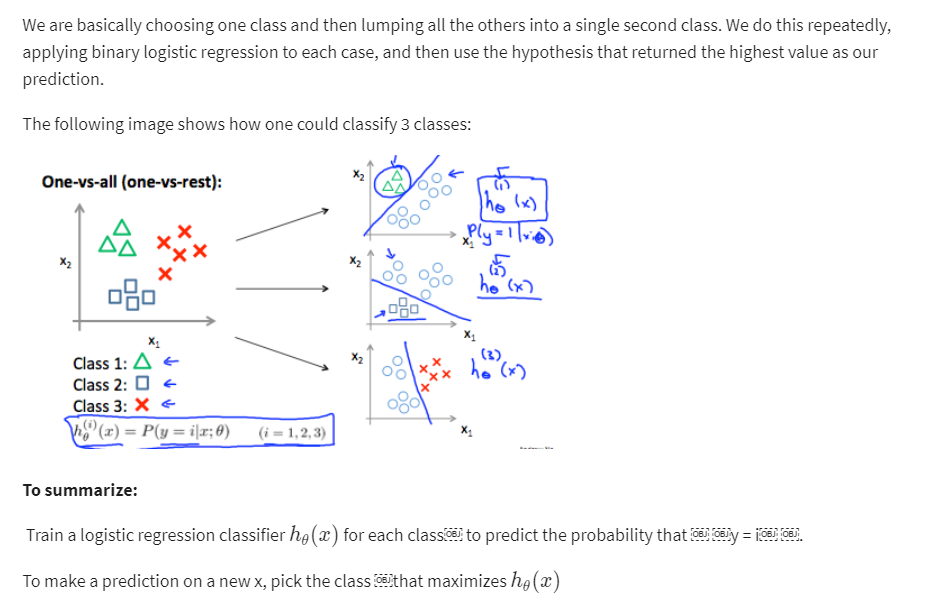 We are basically choosing one class and then lumping all the others into a single second class. We do this repeatedly,
applying binary logistic regression to each case, and then use the hypothesis that returned the highest value as our
prediction.
The following image shows how one could classify 3 classes:
One-vs-all (one-vs-rest):
x₂
x₁
Class 1: △ ←
Class 2: □ ←
Class 3: ✕ ←
h_θ^(i)(x) = P(y = i|x; θ) (i = 1, 2, 3)
x₂
x₁
h_θ^(1)(x)
P(y=1|x;θ)
x₂
x₁
h_θ^(2)(x)
x₂
x₁
h_θ^(3)(x)
To summarize:
Train a logistic regression classifier h_θ(x) for each class￼ to predict the probability that ￼ ￼y = i￼ ￼.
To make a prediction on a new x, pick the class ￼that maximizes h_θ(x)